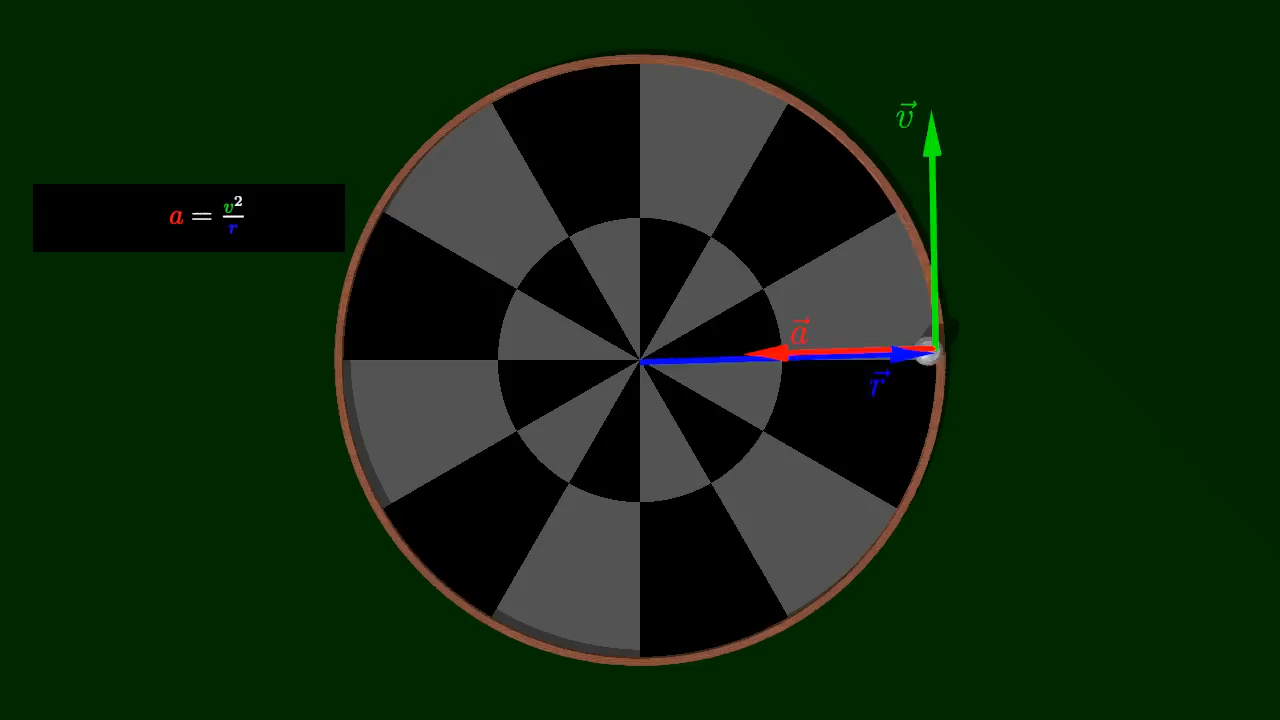 v⃗
a = v²/r
a⃗
r⃗